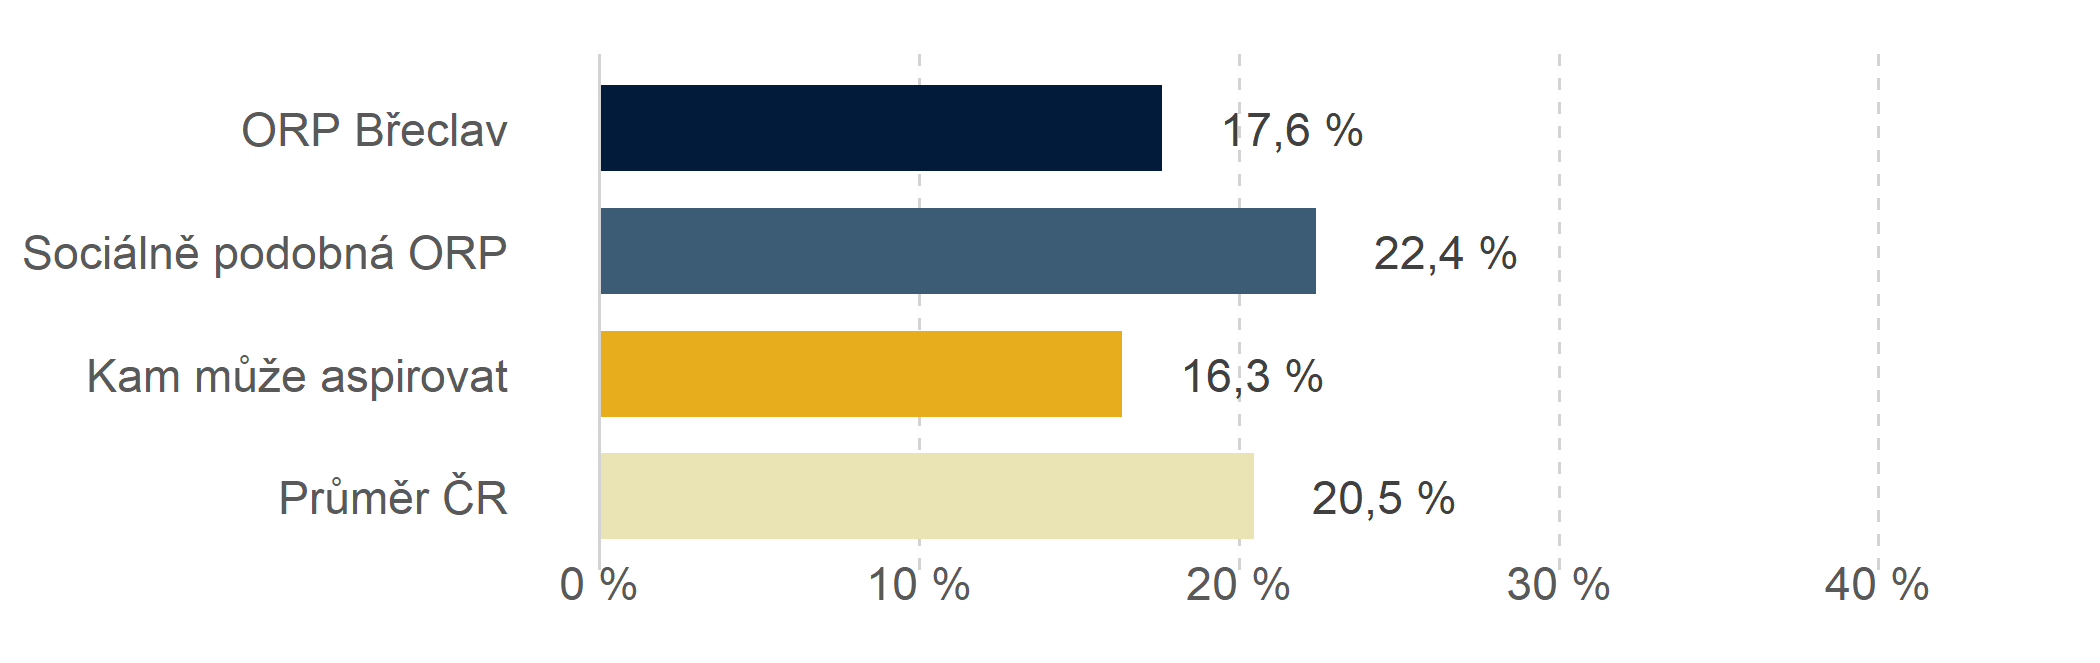 ORP Břeclav 17,6 %
Sociálně podobná ORP 22,4 %
Kam může aspirovat 16,3 %
Průměr ČR 20,5 %
0 % 10 % 20 % 30 % 40 %